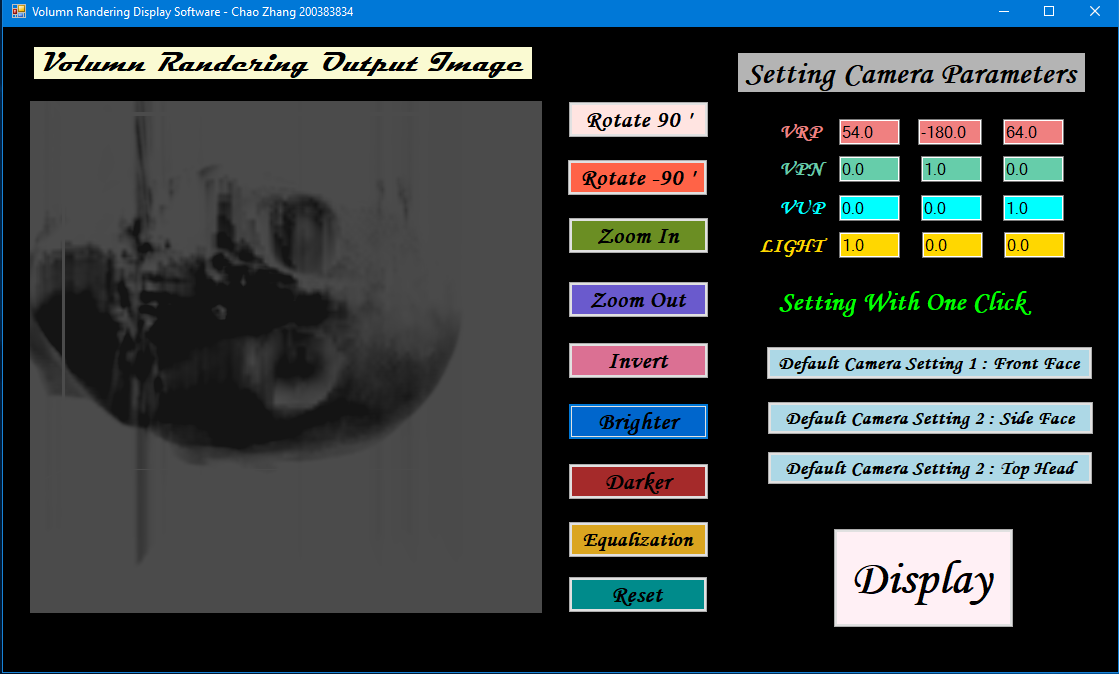 Volumn Randering Display Software - Chao Zhang 200383834
Volumn Randering Output Image
Rotate 90 '
Rotate -90 '
Zoom In
Zoom Out
Invert
Brighter
Darker
Equalization
Reset
Setting Camera Parameters
VRP 54.0 -180.0 64.0
VPN 0.0 1.0 0.0
VUP 0.0 0.0 1.0
LIGHT 1.0 0.0 0.0
Setting With One Click
Default Camera Setting 1 : Front Face
Default Camera Setting 2 : Side Face
Default Camera Setting 2 : Top Head
Display